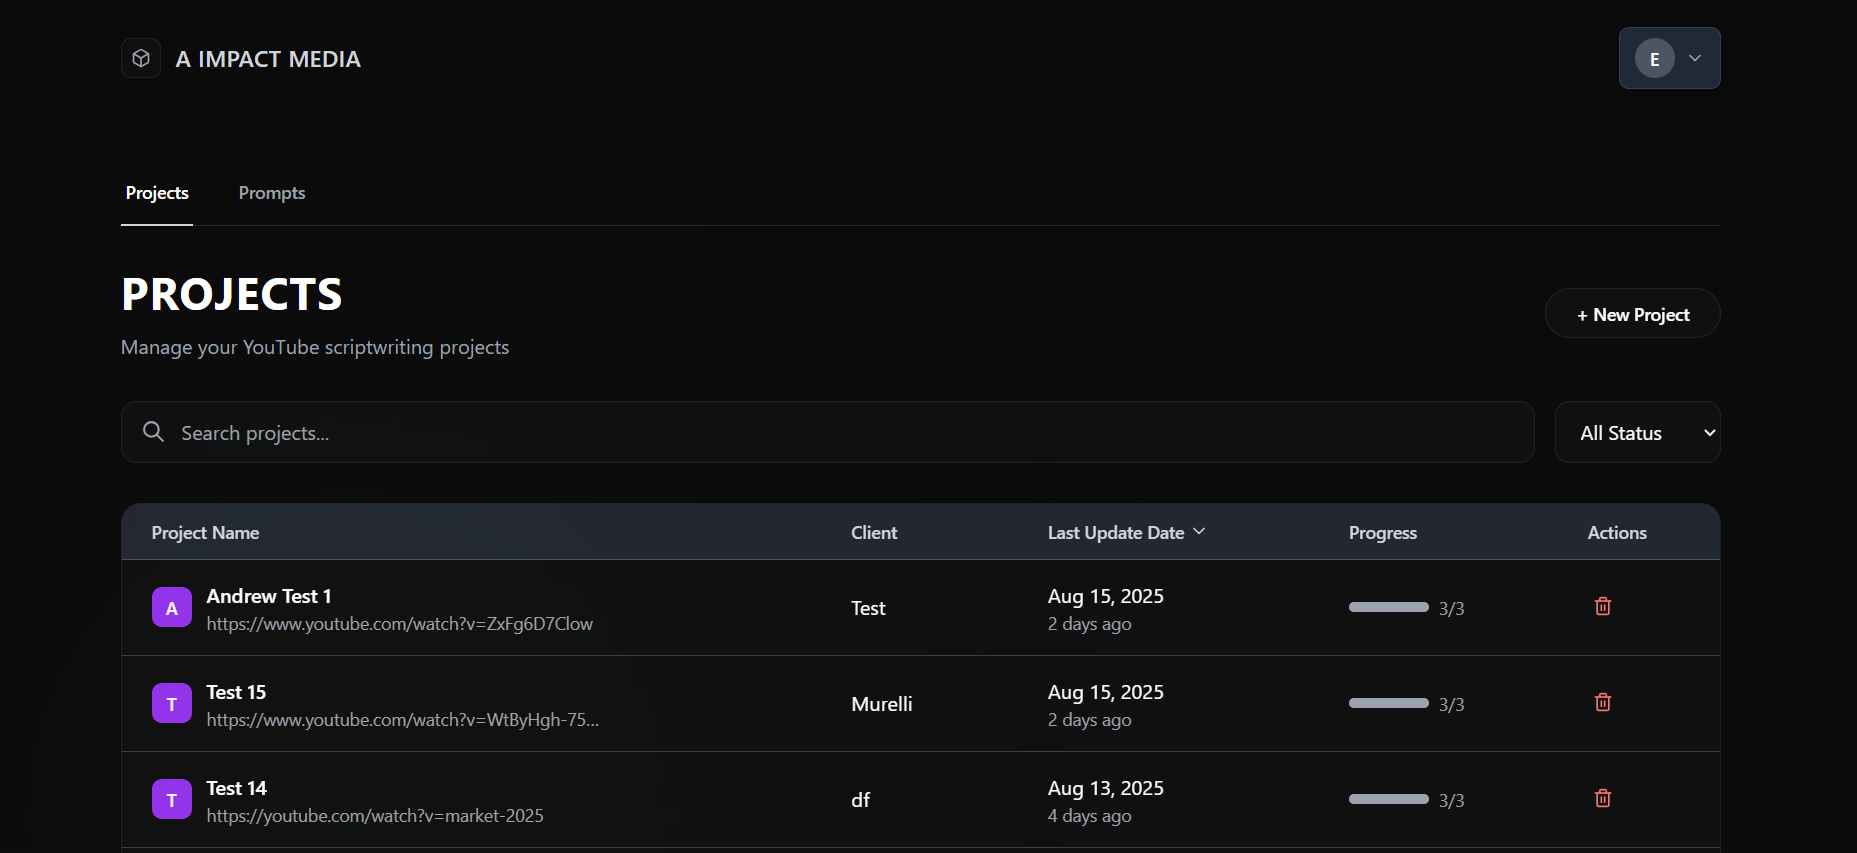 A IMPACT MEDIA
E
Projects
Prompts
PROJECTS
+ New Project
Manage your YouTube scriptwriting projects
Search projects...
All Status
Project Name
Client
Last Update Date
Progress
Actions
A
Andrew Test 1
https://www.youtube.com/watch?v=ZxFg6D7Clow
Test
Aug 15, 2025
2 days ago
3/3
T
Test 15
https://www.youtube.com/watch?v=WtByHgh-75...
Murelli
Aug 15, 2025
2 days ago
3/3
T
Test 14
https://youtube.com/watch?v=market-2025
df
Aug 13, 2025
4 days ago
3/3